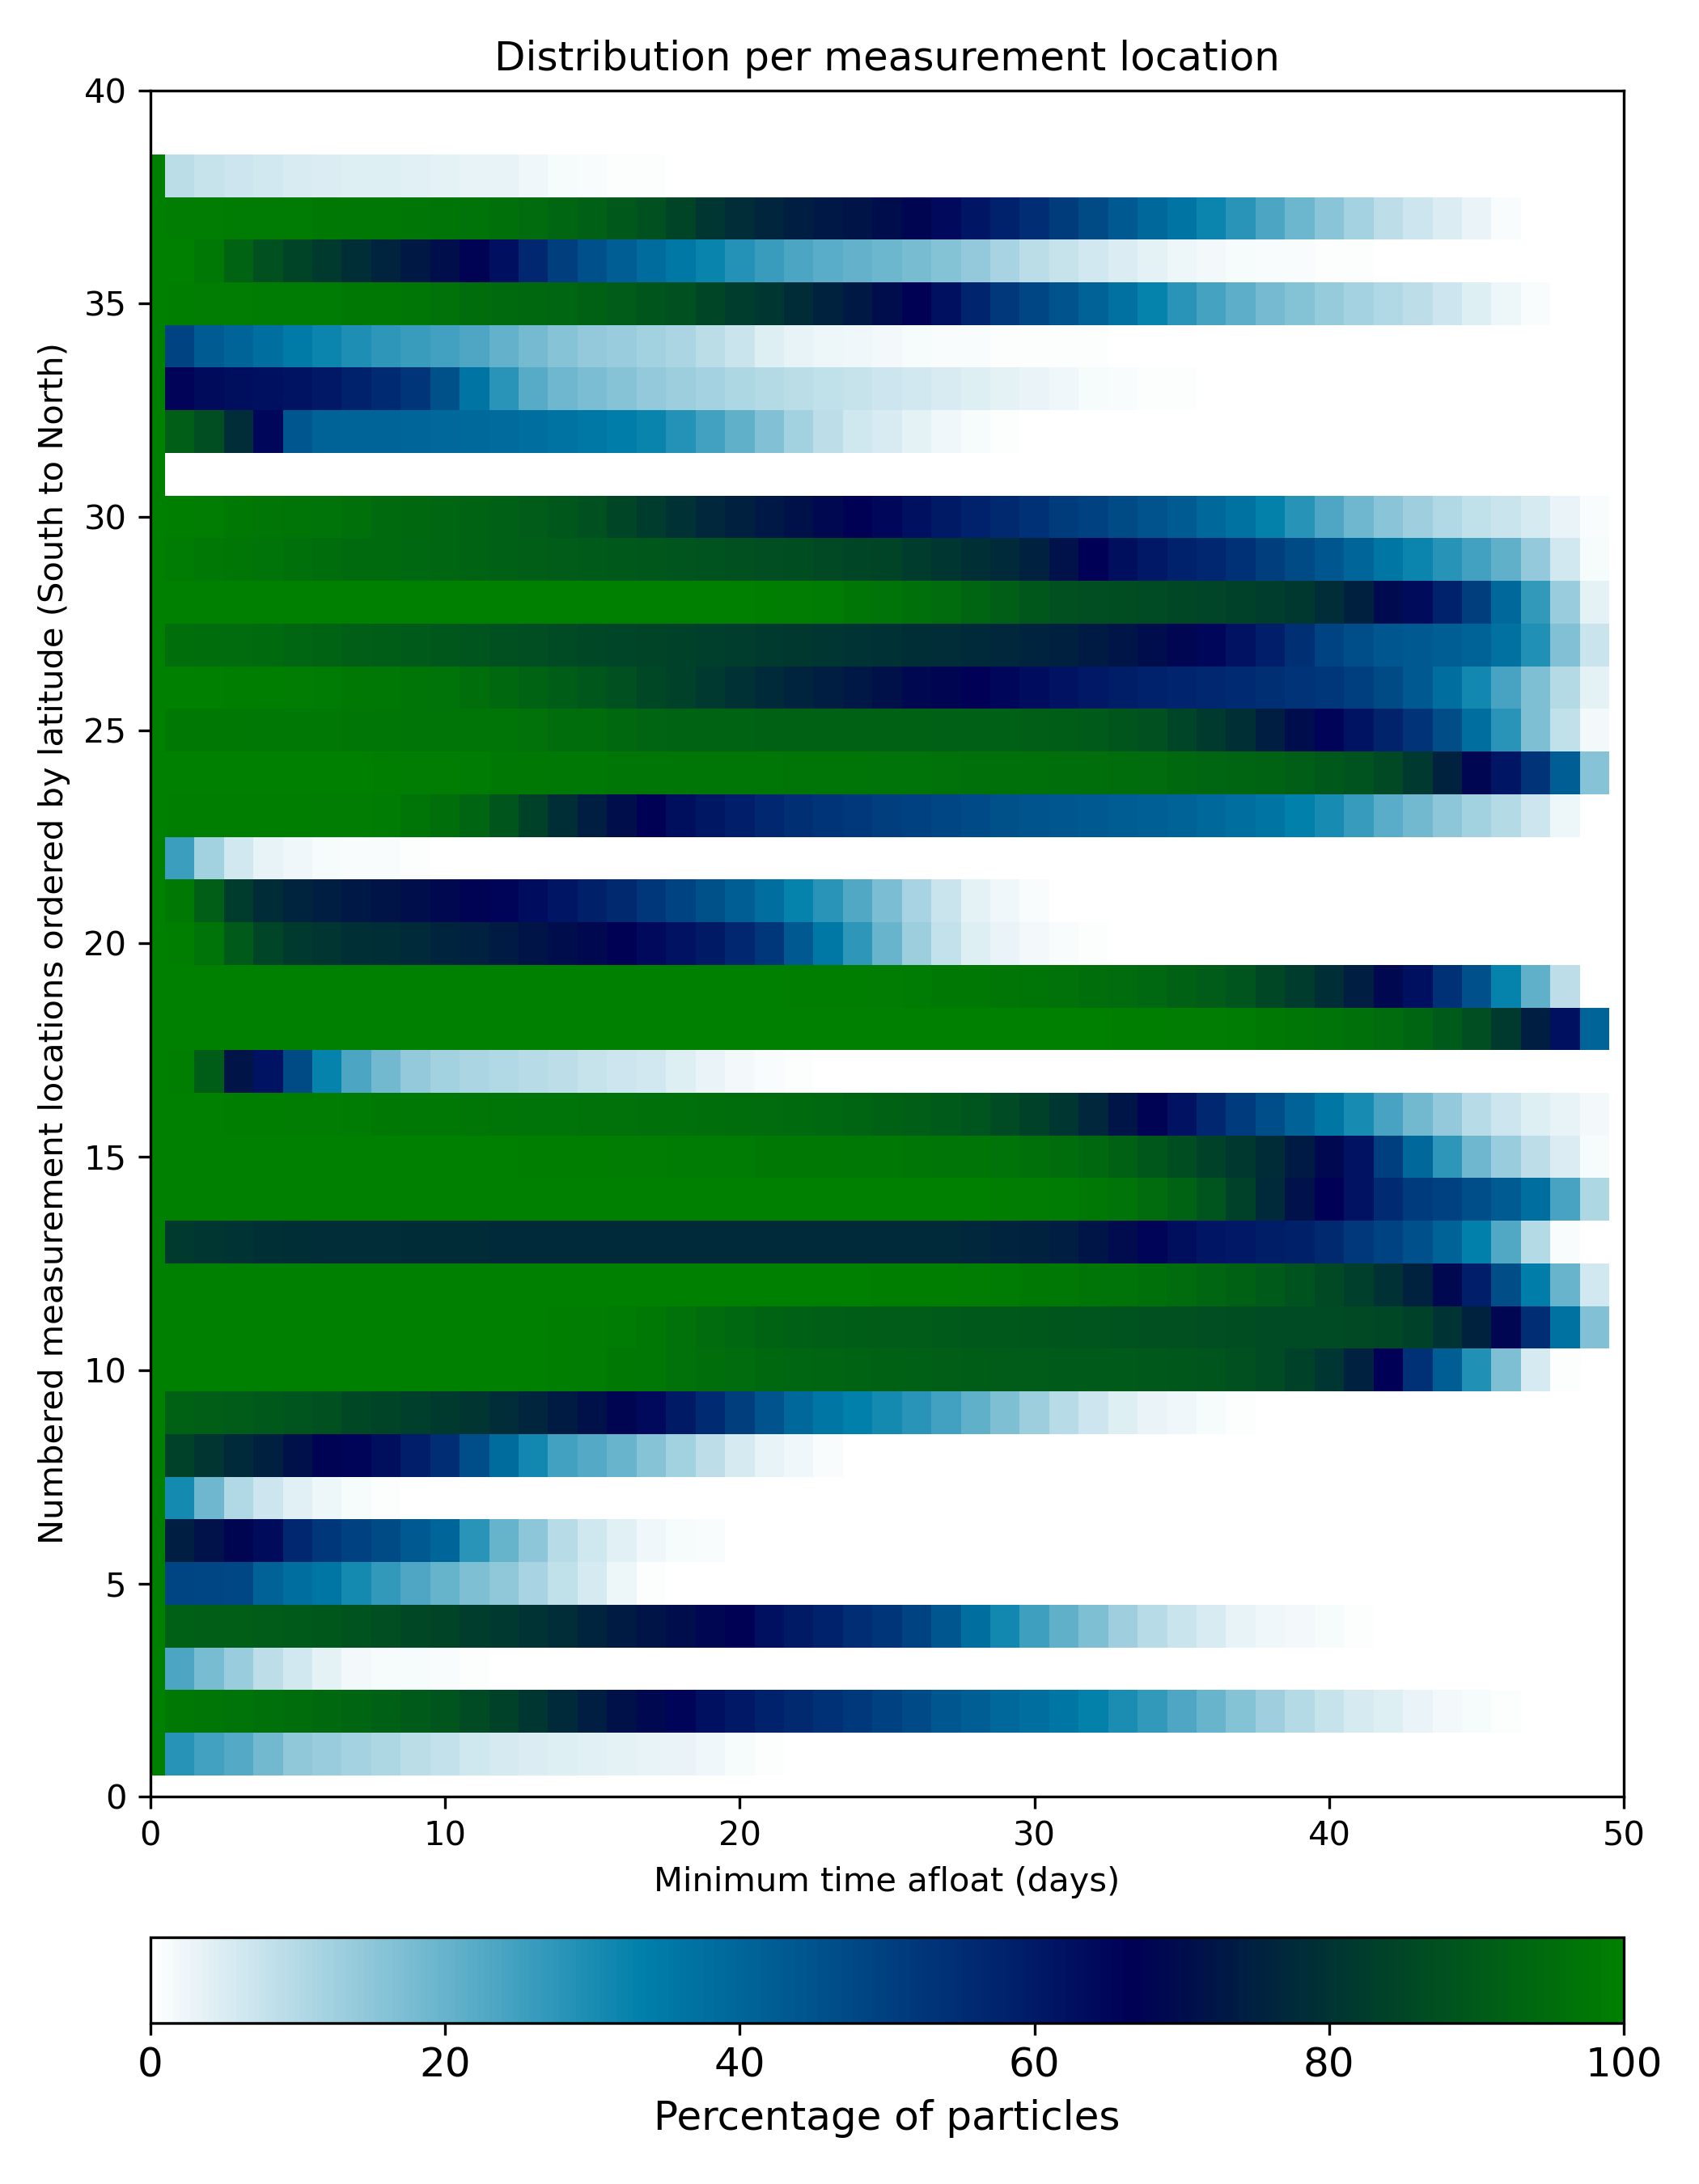 Distribution per measurement location
Numbered measurement locations ordered by latitude (South to North)
40
35
30
25
20
15
10
5
0
0 10 20 30 40 50
Minimum time afloat (days)
0 20 40 60 80 100
Percentage of particles